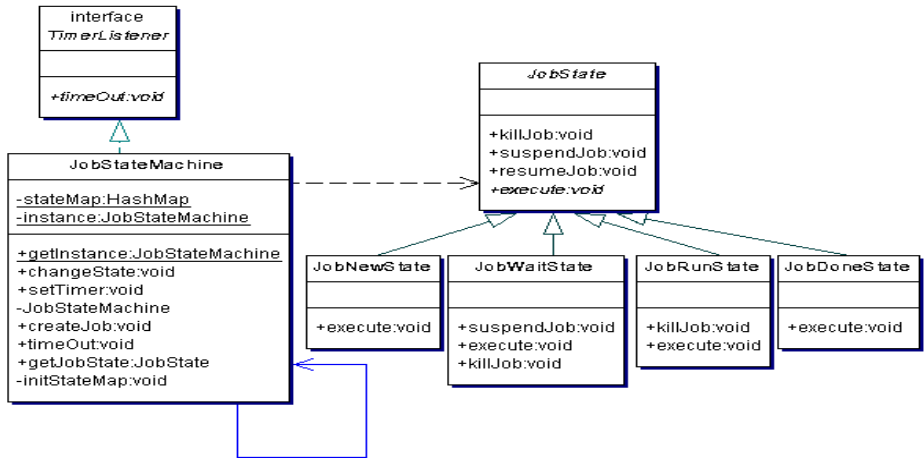 interface
TimerListener
+timeOut:void
JobStateMachine
-stateMap:HashMap
-instance:JobStateMachine
+getInstance:JobStateMachine
+changeState:void
+setTimer:void
-JobStateMachine
+createJob:void
+timeOut:void
+getJobState:JobState
-initStateMap:void
JobState
+killJob:void
+suspendJob:void
+resumeJob:void
+execute:void
JobNewState
+execute:void
JobWaitState
+suspendJob:void
+execute:void
+killJob:void
JobRunState
+killJob:void
+execute:void
JobDoneState
+execute:void